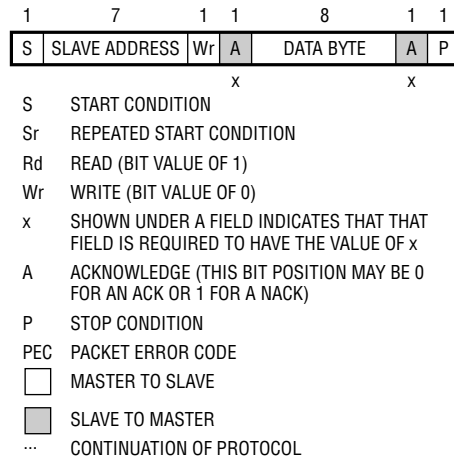 1 7 1 1 8 1 1
S SLAVE ADDRESS Wr A DATA BYTE A P
x x
S START CONDITION
Sr REPEATED START CONDITION
Rd READ (BIT VALUE OF 1)
Wr WRITE (BIT VALUE OF 0)
x SHOWN UNDER A FIELD INDICATES THAT THAT
FIELD IS REQUIRED TO HAVE THE VALUE OF x
A ACKNOWLEDGE (THIS BIT POSITION MAY BE 0
FOR AN ACK OR 1 FOR A NACK)
P STOP CONDITION
PEC PACKET ERROR CODE
MASTER TO SLAVE
SLAVE TO MASTER
... CONTINUATION OF PROTOCOL